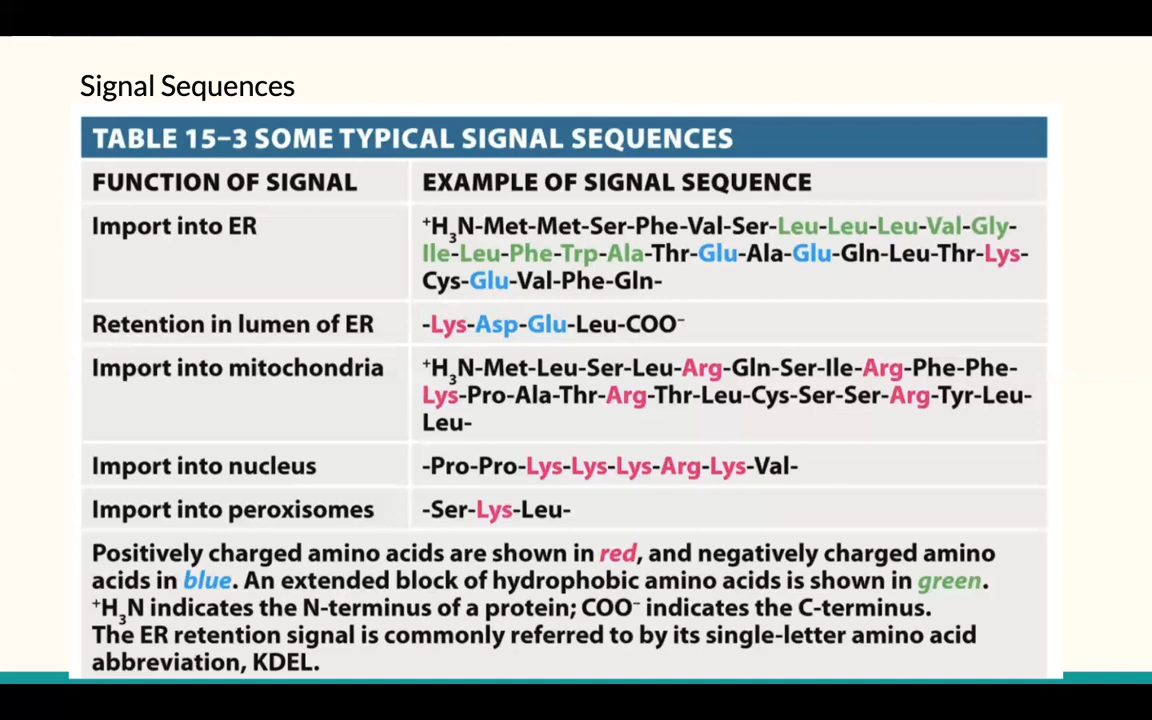 Signal Sequences
TABLE 15–3 SOME TYPICAL SIGNAL SEQUENCES
FUNCTION OF SIGNAL EXAMPLE OF SIGNAL SEQUENCE
Import into ER ⁺H₃N-Met-Met-Ser-Phe-Val-Ser-Leu-Leu-Leu-Val-Gly-
Ile-Leu-Phe-Trp-Ala-Thr-Glu-Ala-Glu-Gln-Leu-Thr-Lys-
Cys-Glu-Val-Phe-Gln-
Retention in lumen of ER -Lys-Asp-Glu-Leu-COO⁻
Import into mitochondria ⁺H₃N-Met-Leu-Ser-Leu-Arg-Gln-Ser-Ile-Arg-Phe-Phe-
Lys-Pro-Ala-Thr-Arg-Thr-Leu-Cys-Ser-Ser-Arg-Tyr-Leu-
Leu-
Import into nucleus -Pro-Pro-Lys-Lys-Lys-Arg-Lys-Val-
Import into peroxisomes -Ser-Lys-Leu-
Positively charged amino acids are shown in red, and negatively charged amino
acids in blue. An extended block of hydrophobic amino acids is shown in green.
⁺H₃N indicates the N-terminus of a protein; COO⁻ indicates the C-terminus.
The ER retention signal is commonly referred to by its single-letter amino acid
abbreviation, KDEL.